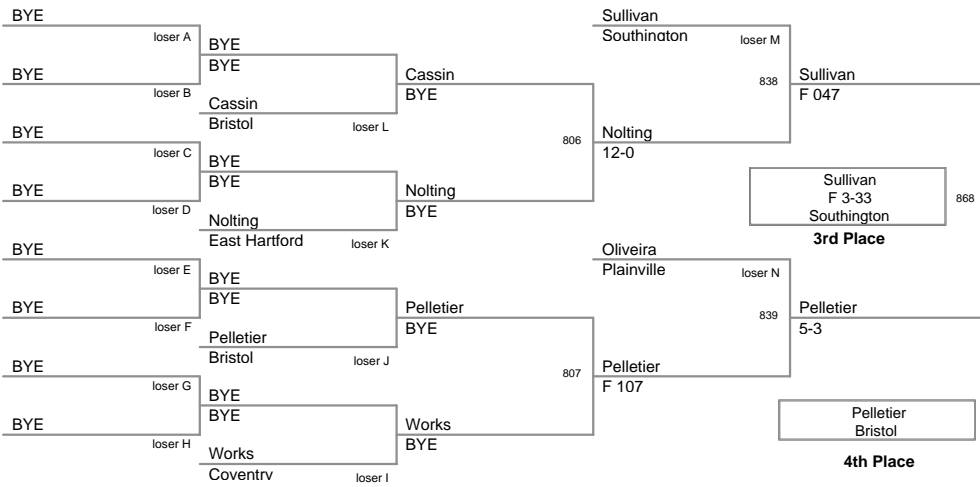 BYE
loser A
BYE
BYE
BYE
loser B
Cassin
Bristol
loser L
Cassin
BYE
BYE
loser C
BYE
BYE
BYE
loser D
Nolting
East Hartford
loser K
Nolting
BYE
806
Sullivan
Southington
loser M
Nolting
12-0
838
Sullivan
F 047
Sullivan
F 3-33
Southington
868
3rd Place
BYE
loser E
BYE
BYE
BYE
loser F
Pelletier
Bristol
loser J
Pelletier
BYE
BYE
loser G
BYE
BYE
BYE
loser H
Works
Coventry
loser I
Works
BYE
807
Oliveira
Plainville
loser N
Pelletier
F 107
839
Pelletier
5-3
Pelletier
Bristol
4th Place